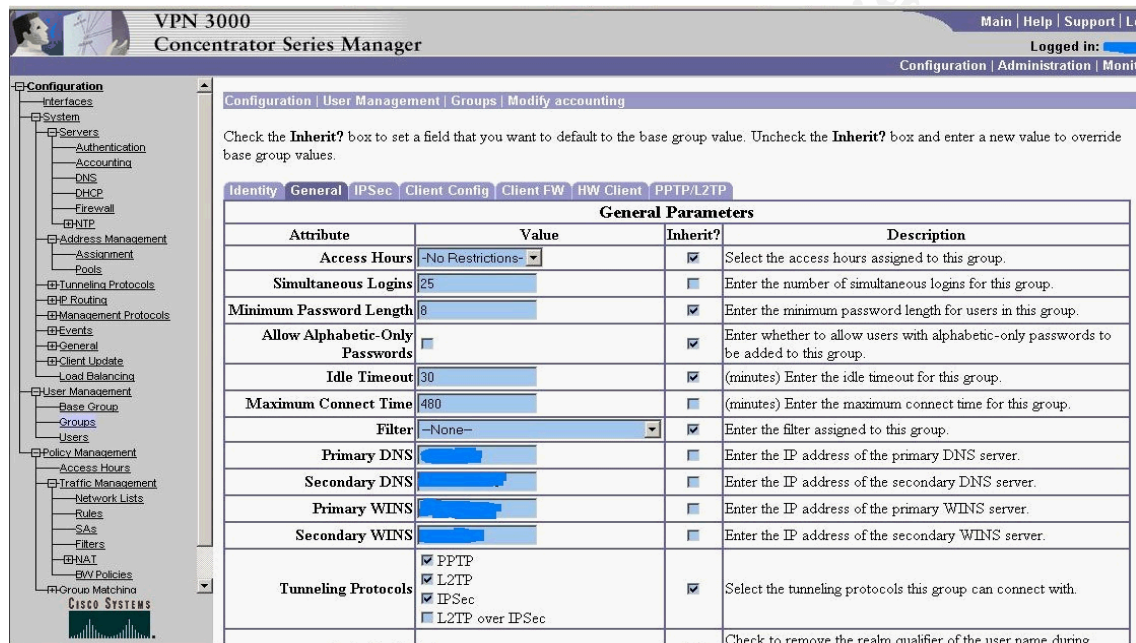 VPN 3000
Concentrator Series Manager
Main | Help | Support |
Logged in:
Configuration | Administration |
Configuration
Interfaces
System
Servers
Authentication
Accounting
DNS
DHCP
Firewall
NTP
Address Management
Assignment
Pools
Tunneling Protocols
IP Routing
Management Protocols
Events
General
Client Update
Load Balancing
User Management
Base Group
Groups
Users
Policy Management
Access Hours
Traffic Management
Network Lists
Rules
SAs
Filters
NAT
BW Policies
Group Matching
CISCO SYSTEMS
Configuration | User Management | Groups | Modify accounting
Check the Inherit? box to set a field that you want to default to the base group value. Uncheck the Inherit? box and enter a new value to override
base group values.
Identity General IPSec Client Config Client FW HW Client PPTP/L2TP
General Parameters
Attribute Value Inherit? Description
Access Hours -No Restrictions- Select the access hours assigned to this group.
Simultaneous Logins 25 Enter the number of simultaneous logins for this group.
Minimum Password Length 8 Enter the minimum password length for users in this group.
Allow Alphabetic-Only Enter whether to allow users with alphabetic-only passwords to
Passwords be added to this group.
Idle Timeout 30 (minutes) Enter the idle timeout for this group.
Maximum Connect Time 480 (minutes) Enter the maximum connect time for this group.
Filter --None-- Enter the filter assigned to this group.
Primary DNS Enter the IP address of the primary DNS server.
Secondary DNS Enter the IP address of the secondary DNS server.
Primary WINS Enter the IP address of the primary WINS server.
Secondary WINS Enter the IP address of the secondary WINS server.
PPTP
L2TP
Tunneling Protocols Select the tunneling protocols this group can connect with.
IPSec
L2TP over IPSec
Check to remove the realm qualifier of the user name during